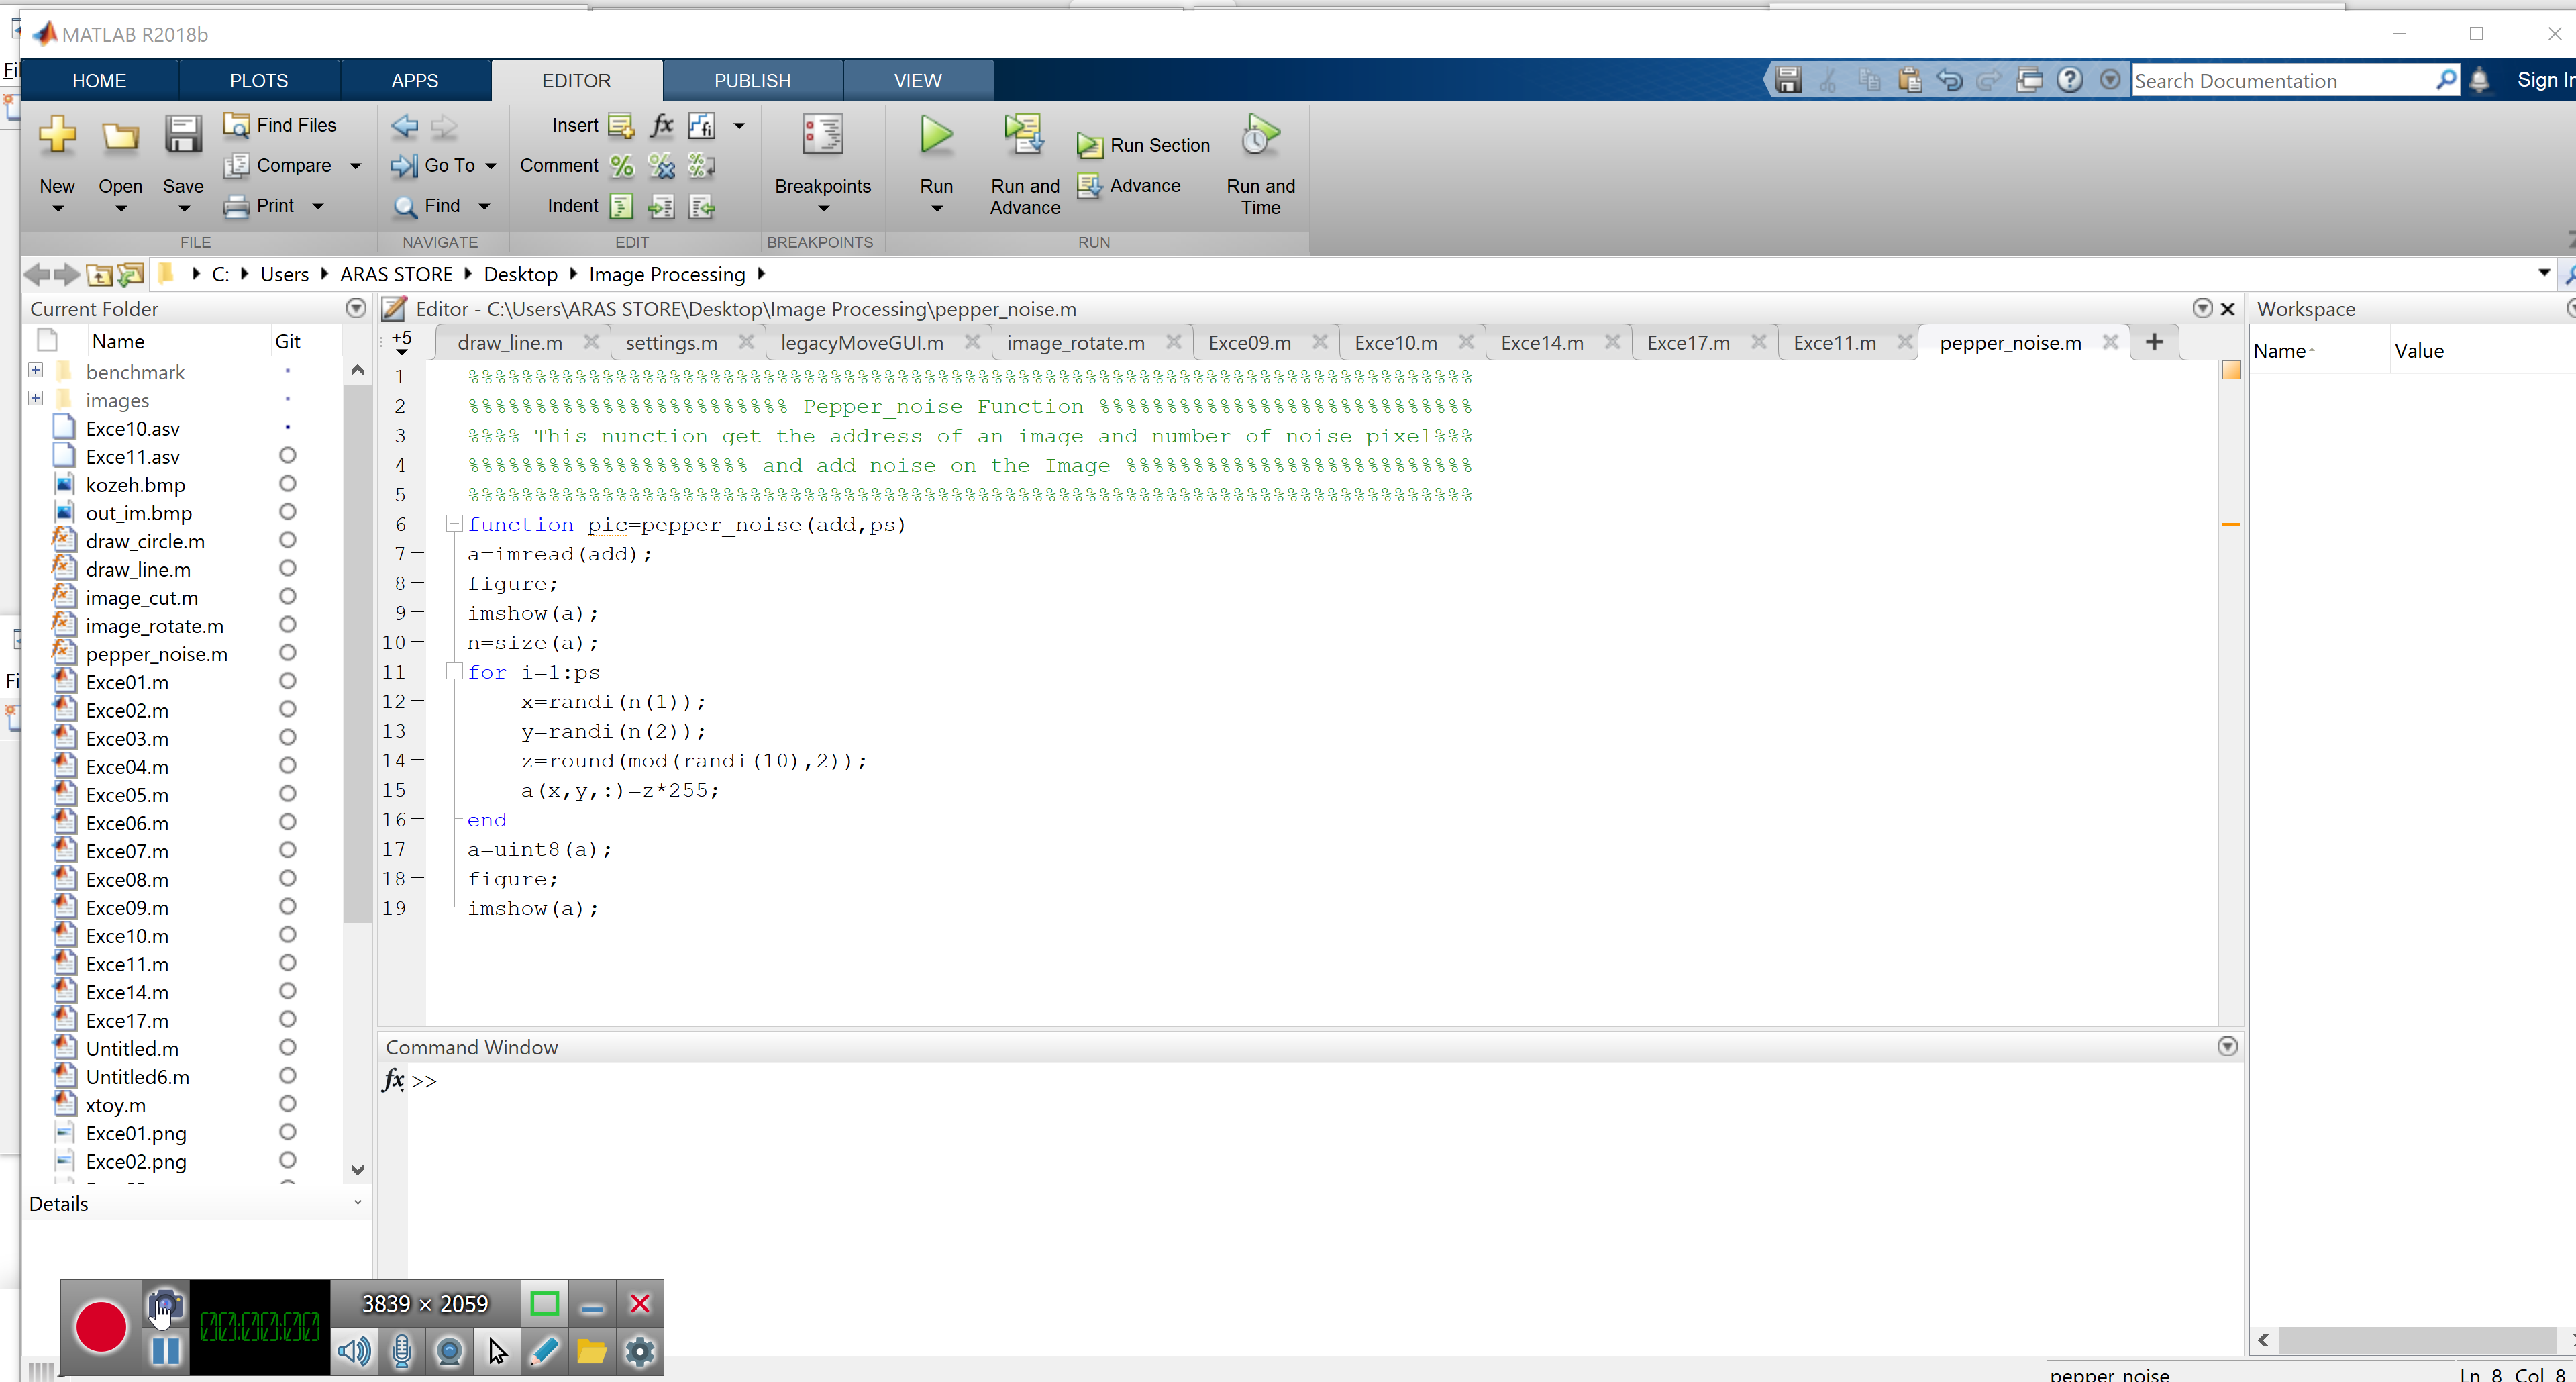 MATLAB R2018b
HOME PLOTS APPS EDITOR PUBLISH VIEW Search Documentation Sign In
New Open Save Find Files Compare Print
Go To Find
Insert fx fi
Comment
Indent
Breakpoints
Run Run and Advance Run Section Advance Run and Time
FILE NAVIGATE EDIT BREAKPOINTS RUN
C: Users ARAS STORE Desktop Image Processing
Current Folder
Name Git
benchmark
images
Exce10.asv
Exce11.asv
kozeh.bmp
out_im.bmp
draw_circle.m
draw_line.m
image_cut.m
image_rotate.m
pepper_noise.m
Exce01.m
Exce02.m
Exce03.m
Exce04.m
Exce05.m
Exce06.m
Exce07.m
Exce08.m
Exce09.m
Exce10.m
Exce11.m
Exce14.m
Exce17.m
Untitled.m
Untitled6.m
xtoy.m
Exce01.png
Exce02.png
Details
Editor - C:\Users\ARAS STORE\Desktop\Image Processing\pepper_noise.m
+5 draw_line.m settings.m legacyMoveGUI.m image_rotate.m Exce09.m Exce10.m Exce14.m Exce17.m Exce11.m pepper_noise.m +
1 %%%%%%%%%%%%%%%%%%%%%%%%%%%%%%%%%%%%%%%%%%%%%%%%%%%%%%%%%%%%%%%%%%%%%%%%%%%
2 %%%%%%%%%%%%%%%%%%%%%%%% Pepper_noise Function %%%%%%%%%%%%%%%%%%%%%%%%%%%%
3 %%%% This nunction get the address of an image and number of noise pixel%%%
4 %%%%%%%%%%%%%%%%%%%%% and add noise on the Image %%%%%%%%%%%%%%%%%%%%%%%%%%
5 %%%%%%%%%%%%%%%%%%%%%%%%%%%%%%%%%%%%%%%%%%%%%%%%%%%%%%%%%%%%%%%%%%%%%%%%%%%
6 function pic=pepper_noise(add,ps)
7 a=imread(add);
8 figure;
9 imshow(a);
10 n=size(a);
11 for i=1:ps
12 x=randi(n(1));
13 y=randi(n(2));
14 z=round(mod(randi(10),2));
15 a(x,y,:)=z*255;
16 end
17 a=uint8(a);
18 figure;
19 imshow(a);
Command Window
fx >>
Workspace
Name Value
3839 × 2059
00:00:00
pepper_noise Ln 8 Col 8